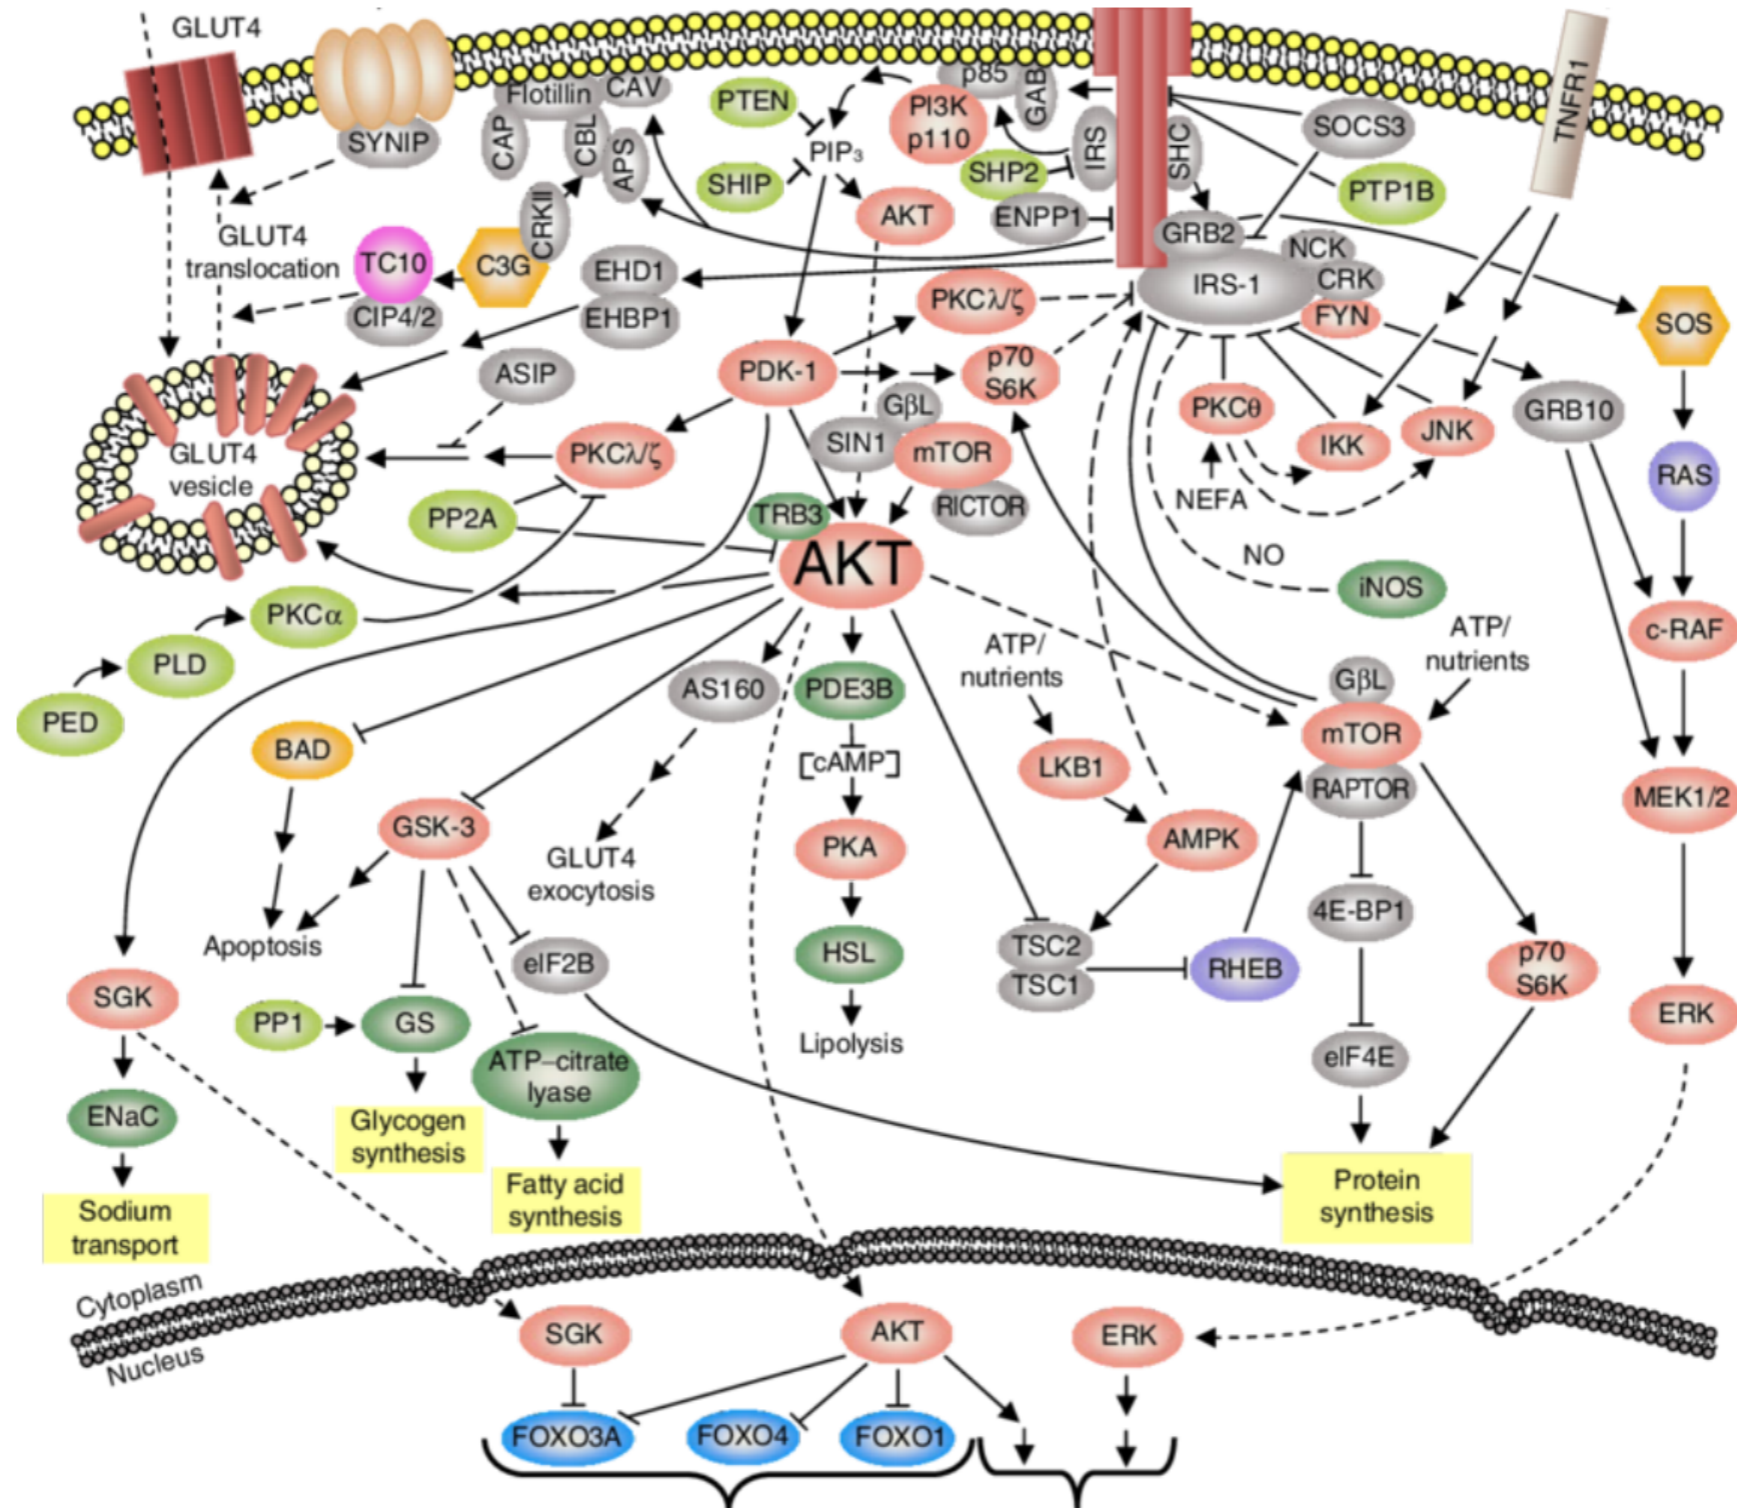 GLUT4
SYNIP
Flotillin
CAV
CAP
CBL
APS
CRKII
PTEN
SHIP
PIP₃
AKT
PI3K
p110
p85
GAB
SHP2
IRS
ENPP1
SHC
SOCS3
PTP1B
TNFR1
GLUT4
translocation
TC10
CIP4/2
C3G
EHD1
EHBP1
GRB2
NCK
IRS-1
CRK
FYN
SOS
PKCλ/ζ
ASIP
PDK-1
p70
S6K
GβL
SIN1
mTOR
RICTOR
PKCθ
NEFA
IKK
JNK
GRB10
RAS
GLUT4
vesicle
PKCλ/ζ
PP2A
TRB3
AKT
NO
iNOS
c-RAF
PKCα
PLD
PED
AS160
PDE3B
ATP/
nutrients
ATP/
nutrients
GβL
mTOR
RAPTOR
BAD
[cAMP]
LKB1
MEK1/2
GSK-3
PKA
AMPK
GLUT4
exocytosis
Apoptosis
eIF2B
HSL
TSC2
TSC1
RHEB
4E-BP1
p70
S6K
SGK
PP1
GS
ATP–citrate
lyase
Lipolysis
eIF4E
ERK
ENaC
Glycogen
synthesis
Fatty acid
synthesis
Protein
synthesis
Sodium
transport
Cytoplasm
Nucleus
SGK
AKT
ERK
FOXO3A
FOXO4
FOXO1